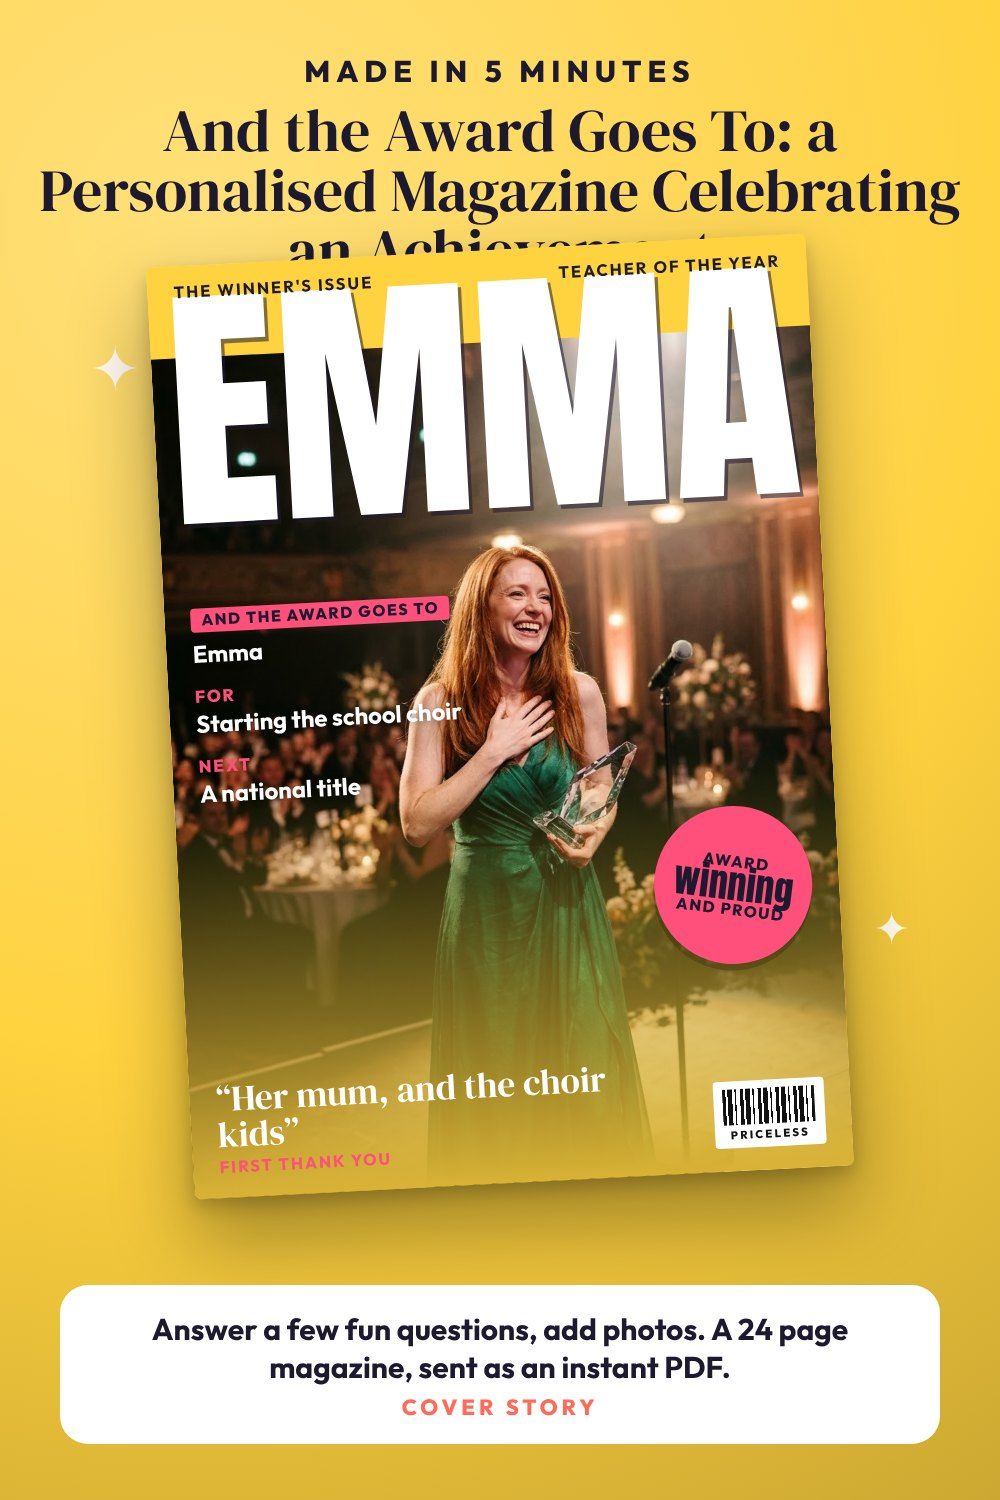 MADE IN 5 MINUTES
And the Award Goes To: a
Personalised Magazine Celebrating
an
THE WINNER'S ISSUE
TEACHER OF THE YEAR
EMMA
AND THE AWARD GOES TO
Emma
FOR
Starting the school choir
NEXT
A national title
AWARD
winning
AND PROUD
“Her mum, and the choir
kids”
FIRST THANK YOU
PRICELESS
Answer a few fun questions, add photos. A 24 page
magazine, sent as an instant PDF.
COVER STORY